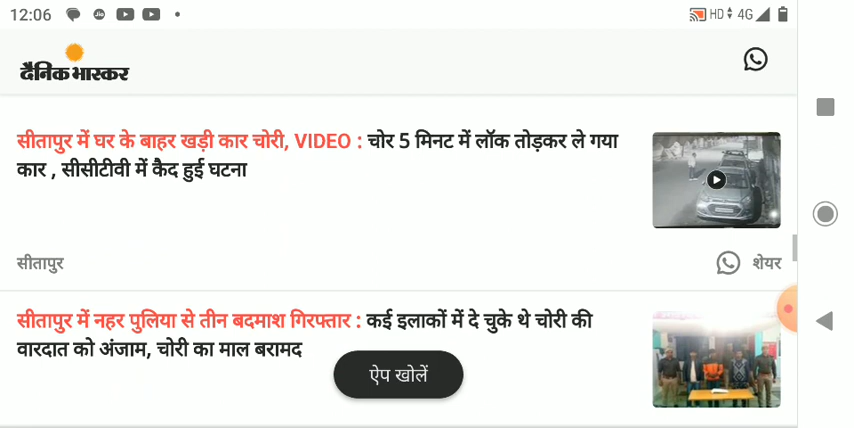 12:06 Jio HD 4G
दैनिक भास्कर
सीतापुर में घर के बाहर खड़ी कार चोरी, VIDEO : चोर 5 मिनट में लॉक तोड़कर ले गया
कार , सीसीटीवी में कैद हुई घटना
सीतापुर शेयर
सीतापुर में नहर पुलिया से तीन बदमाश गिरफ्तार : कई इलाकों में दे चुके थे चोरी की
वारदात को अंजाम, चोरी का माल बरामद
ऐप खोलें